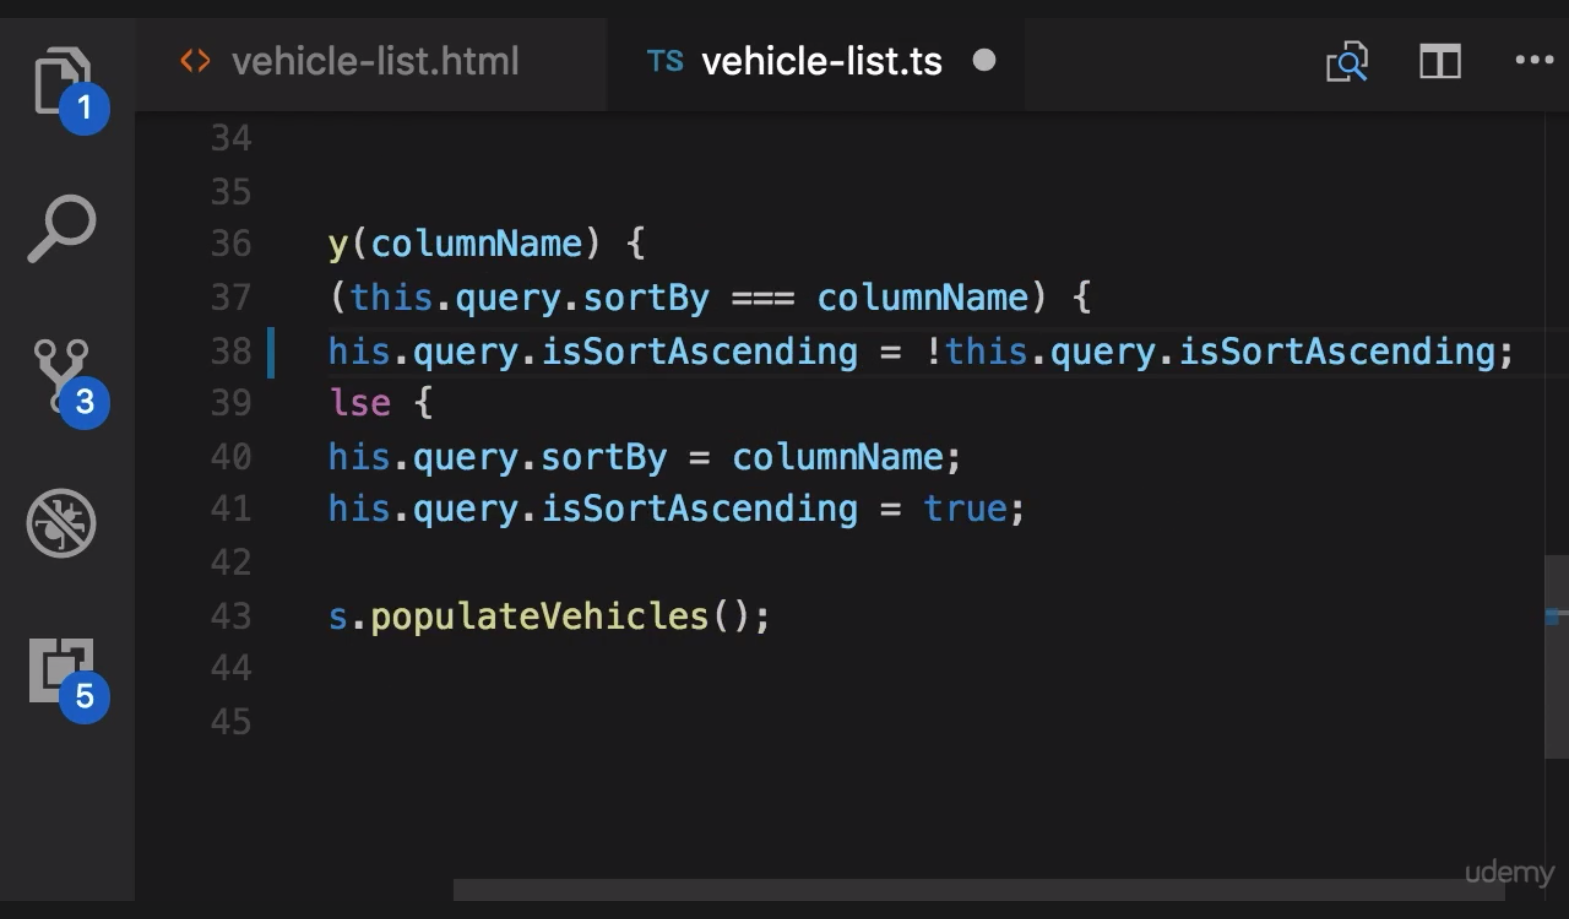 <> vehicle-list.html TS vehicle-list.ts
1
3
5
34
35
36 y(columnName) {
37 (this.query.sortBy === columnName) {
38 his.query.isSortAscending = !this.query.isSortAscending;
39 lse {
40 his.query.sortBy = columnName;
41 his.query.isSortAscending = true;
42
43 s.populateVehicles();
44
45
udemy